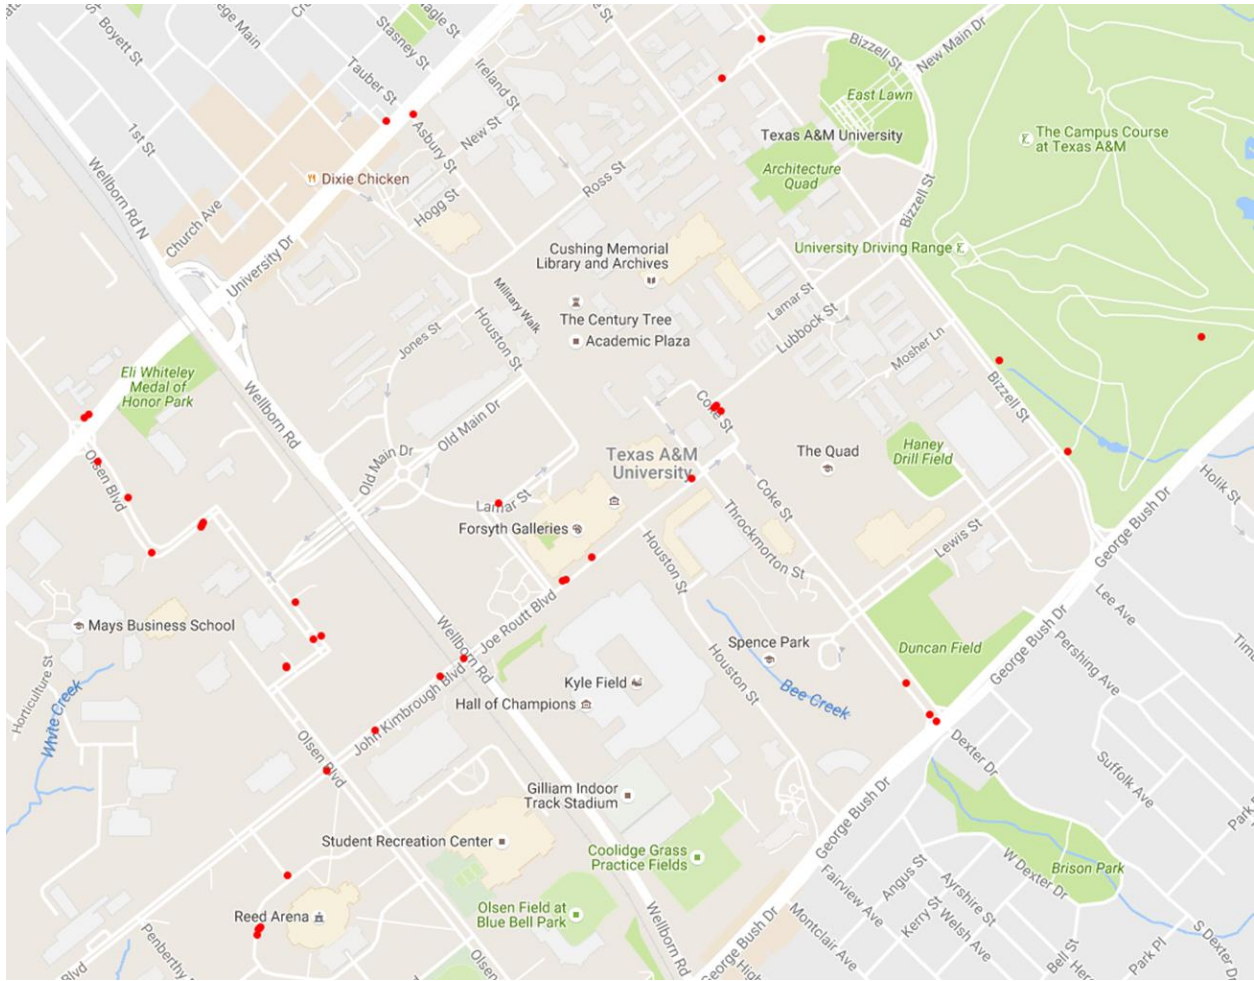 Boyett St
Stasney St
Tauber St
1st St
Wellborn Rd N
Church Ave
University Dr
Dixie Chicken
Ireland St
New St
Asbury St
Hogg St
Ross St
Bizzell St
New Main Dr
East Lawn
Texas A&M University
Architecture
Quad
The Campus Course
at Texas A&M
Bizzell St
University Driving Range
Cushing Memorial
Library and Archives
Military Walk
The Century Tree
Academic Plaza
Lamar St
Lubbock St
Mosher Ln
Jones St
Houston St
Eli Whiteley
Medal of
Honor Park
Wellborn Rd
Old Main Dr
Old Main Dr
Coke St
Bizzell St
Texas A&M
University
The Quad
Haney
Drill Field
Holik St
Olsen Blvd
Lamar St
Forsyth Galleries
Coke St
Throckmorton St
Houston St
Lewis St
George Bush Dr
Lee Ave
Pershing Ave
Mays Business School
Horticulture St
White Creek
Joe Routt Blvd
Wellborn Rd
John Kimbrough Blvd
Kyle Field
Hall of Champions
Spence Park
Bee Creek
Houston St
Duncan Field
George Bush Dr
Dexter Dr
Suffolk Ave
Olsen Blvd
Gilliam Indoor
Track Stadium
Student Recreation Center
Coolidge Grass
Practice Fields
George Bush Dr
Fairview Ave
Angus St
Kerry St
Ayrshire St
Welsh Ave
W Dexter Dr
Brison Park
Reed Arena
Olsen Field at
Blue Bell Park
Wellborn Rd
George Bush Dr
Montclair Ave
Bell St
Park Pl
S Dexter Dr
Penberthy
Blvd
Olsen